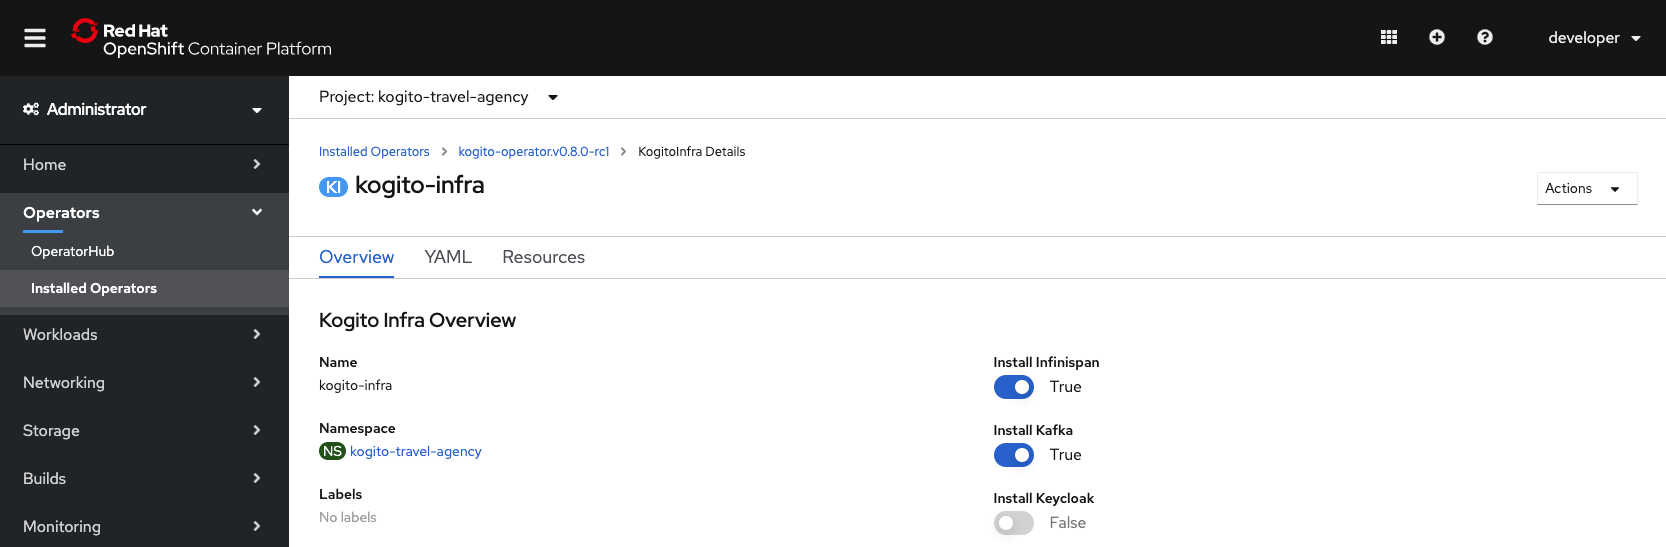 Red Hat
OpenShift Container Platform
developer
Administrator
Home
Operators
OperatorHub
Installed Operators
Workloads
Networking
Storage
Builds
Monitoring
Project: kogito-travel-agency
Installed Operators > kogito-operator.v0.8.0-rc1 > KogitoInfra Details
KI kogito-infra
Actions
Overview YAML Resources
Kogito Infra Overview
Name
kogito-infra
Namespace
NS kogito-travel-agency
Labels
No labels
Install Infinispan
True
Install Kafka
True
Install Keycloak
False